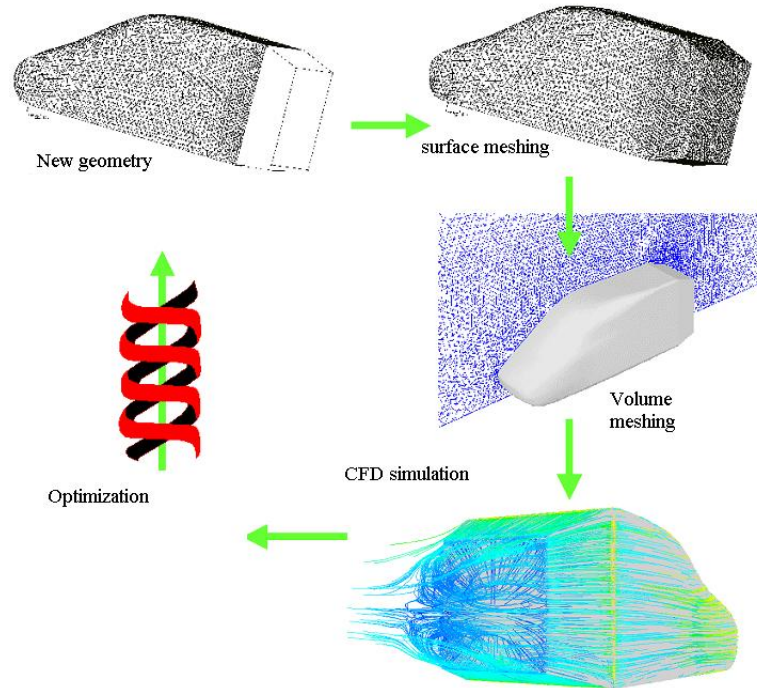 New geometry
surface meshing
Volume
meshing
CFD simulation
Optimization